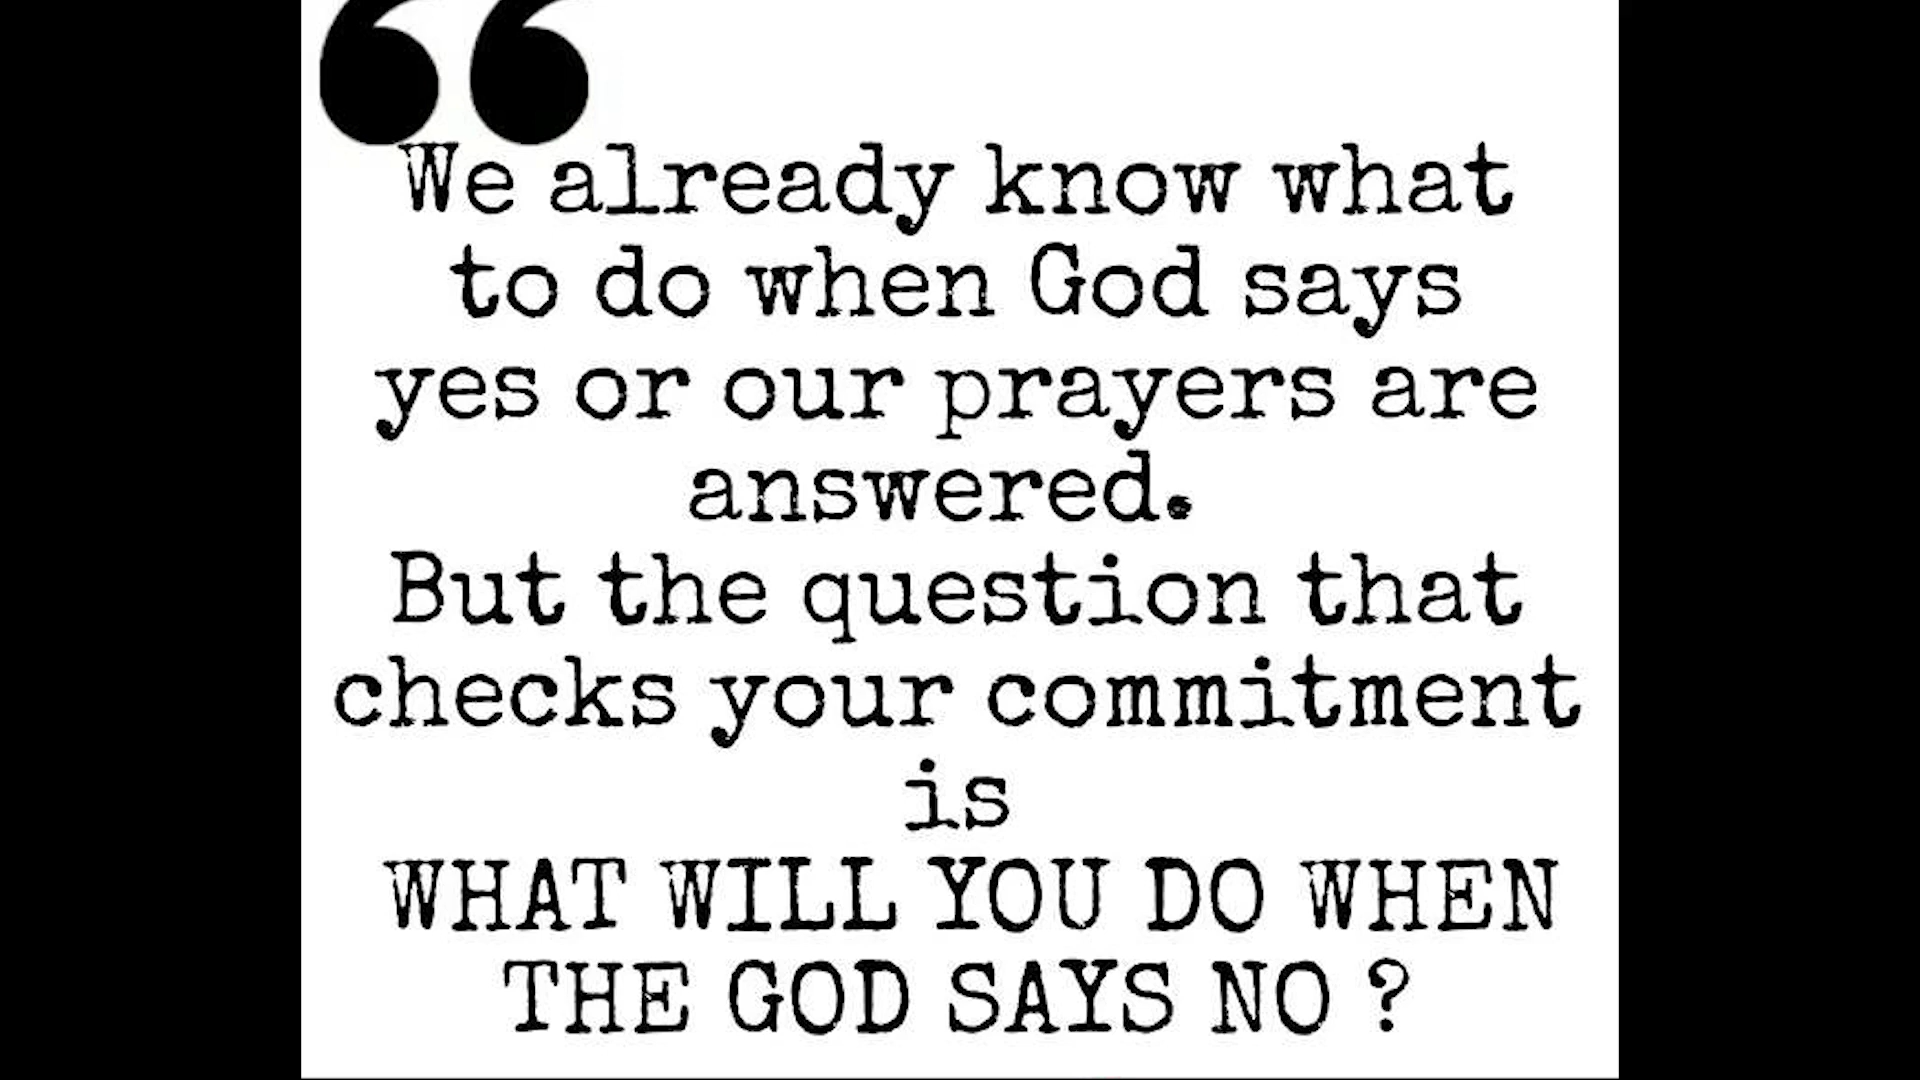 “
We already know what
to do when God says
yes or our prayers are
answered.
But the question that
checks your commitment
is
WHAT WILL YOU DO WHEN
THE GOD SAYS NO ?